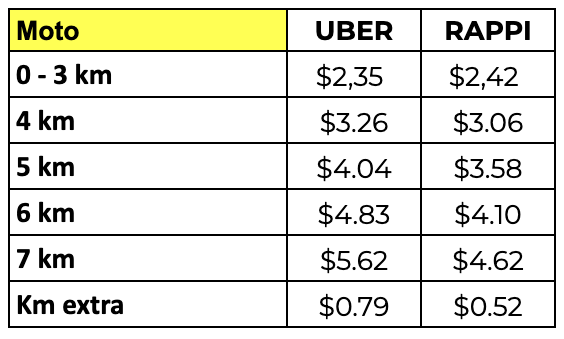 Moto UBER RAPPI
0 - 3 km $2,35 $2,42
4 km $3.26 $3.06
5 km $4.04 $3.58
6 km $4.83 $4.10
7 km $5.62 $4.62
Km extra $0.79 $0.52